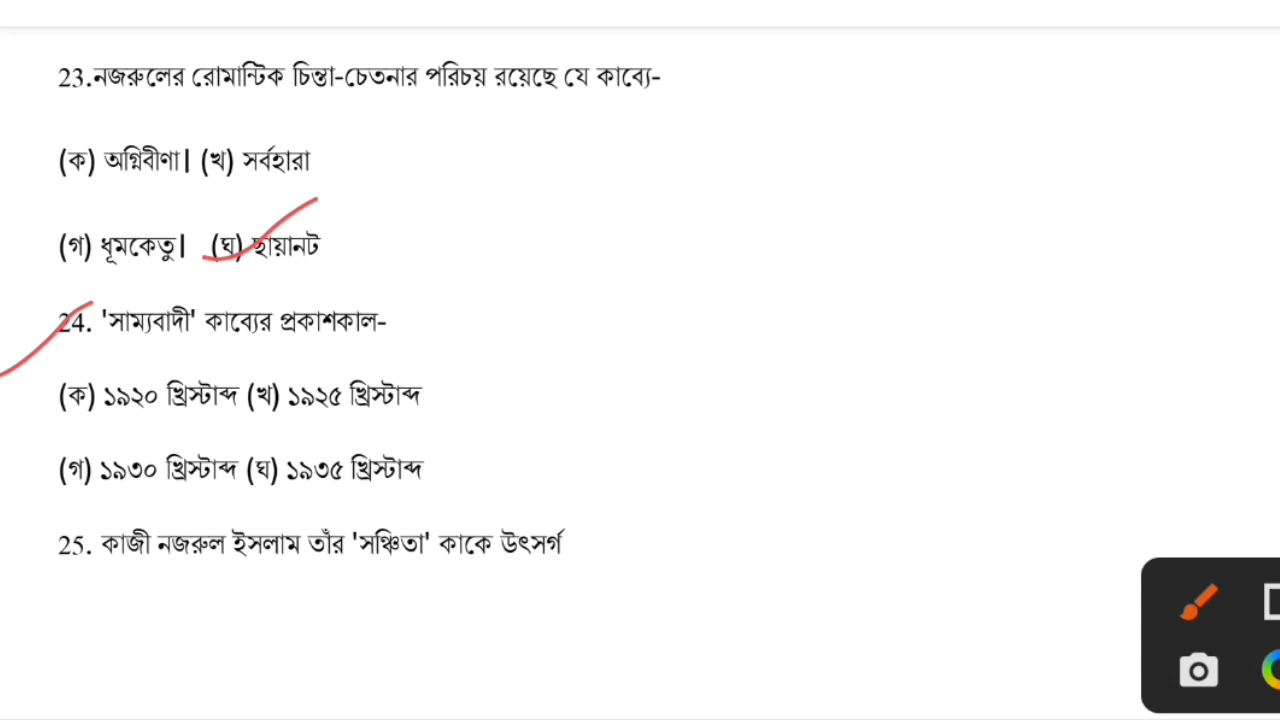 23.নজরুলের রোমান্টিক চিন্তা-চেতনার পরিচয় রয়েছে যে কাব্যে-
(ক) অগ্নিবীণা| (খ) সর্বহারা
(গ) ধূমকেতু| (ঘ) ছায়ানট
24. 'সাম্যবাদী' কাব্যের প্রকাশকাল-
(ক) ১৯২০ খ্রিস্টাব্দ (খ) ১৯২৫ খ্রিস্টাব্দ
(গ) ১৯৩০ খ্রিস্টাব্দ (ঘ) ১৯৩৫ খ্রিস্টাব্দ
25. কাজী নজরুল ইসলাম তাঁর 'সঞ্চিতা' কাকে উৎসর্গ